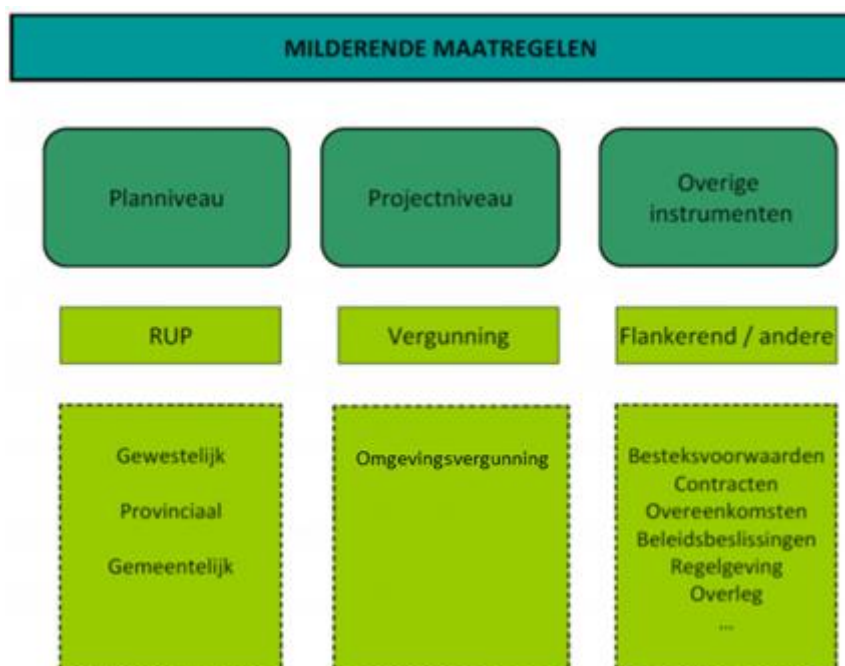 MILDERENDE MAATREGELEN
Planniveau
Projectniveau
Overige
instrumenten
RUP
Vergunning
Flankerend / andere
Gewestelijk
Provinciaal
Gemeentelijk
Omgevingsvergunning
Besteksvoorwaarden
Contracten
Overeenkomsten
Beleidsbeslissingen
Regelgeving
Overleg
...